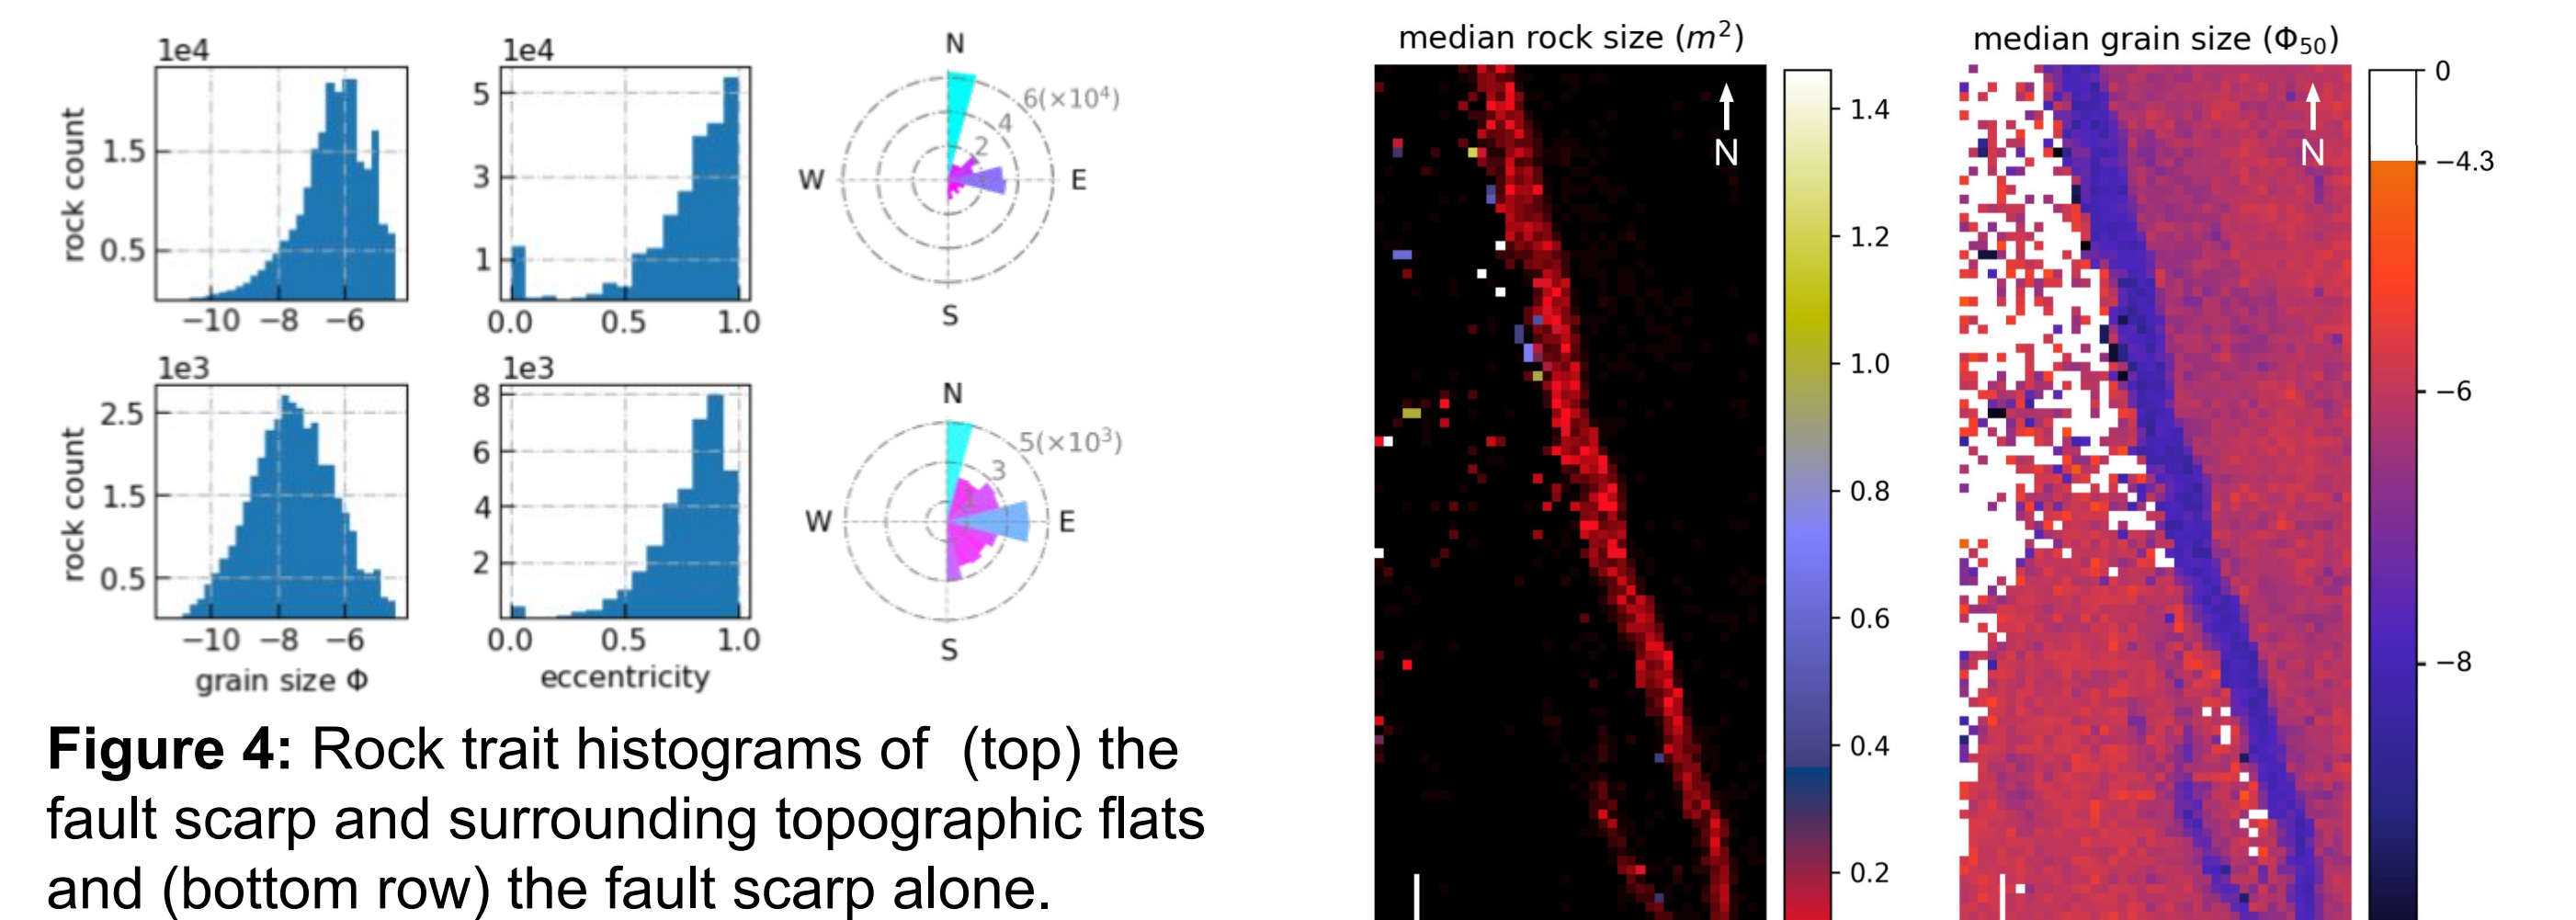 1e4
rock count
1.5
0.5
−10 −8 −6
1e4
5
3
1
0.0 0.5 1.0
N
6(×10⁴)
4
2
W E
S
1e3
rock count
2.5
1.5
0.5
−10 −8 −6
grain size Φ
1e3
8
6
4
2
0.0 0.5 1.0
eccentricity
N
5(×10³)
3
1
W E
S
Figure 4: Rock trait histograms of (top) the
fault scarp and surrounding topographic flats
and (bottom row) the fault scarp alone.
median rock size (m²)
N
1.4
1.2
1.0
0.8
0.6
0.4
0.2
median grain size (Φ₅₀)
N
0
−4.3
−6
−8